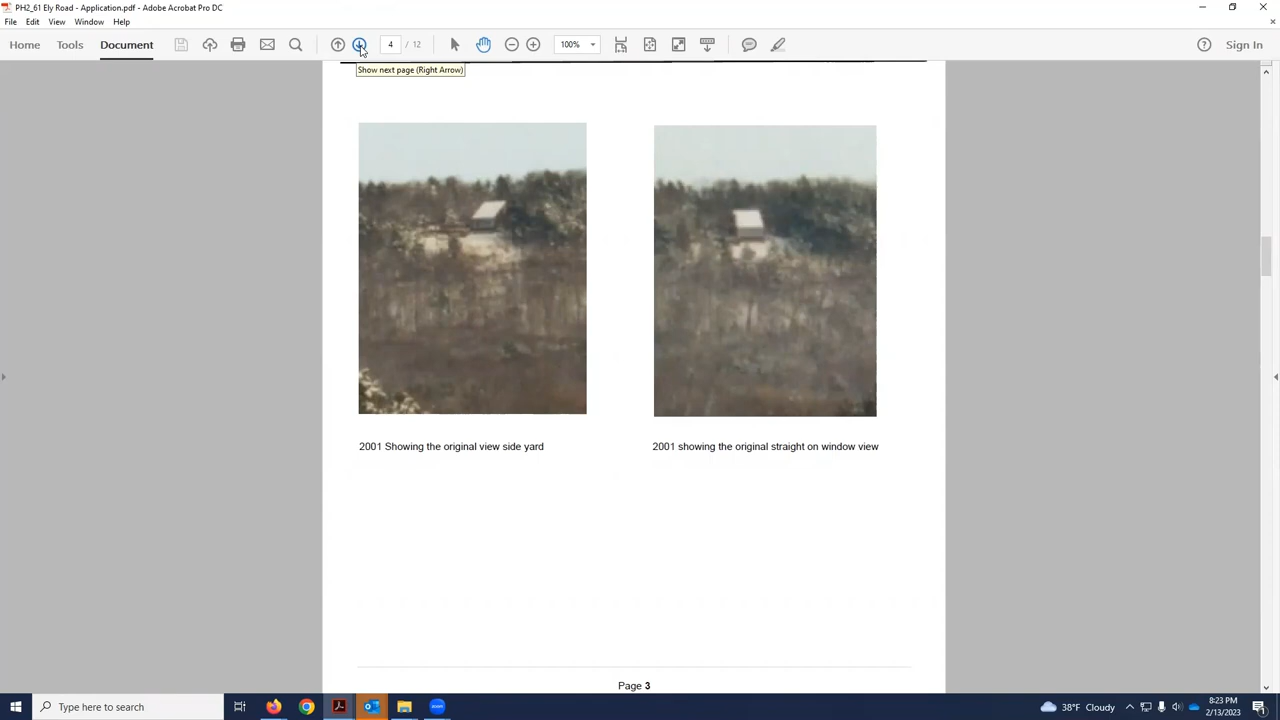 PH2_61 Ely Road - Application.pdf - Adobe Acrobat Pro DC
File Edit View Window Help
Home Tools Document 4 / 12 100% Sign In
Show next page (Right Arrow)
2001 Showing the original view side yard
2001 showing the original straight on window view
Page 3
Type here to search
zoom
38°F Cloudy
8:23 PM
2/13/2023